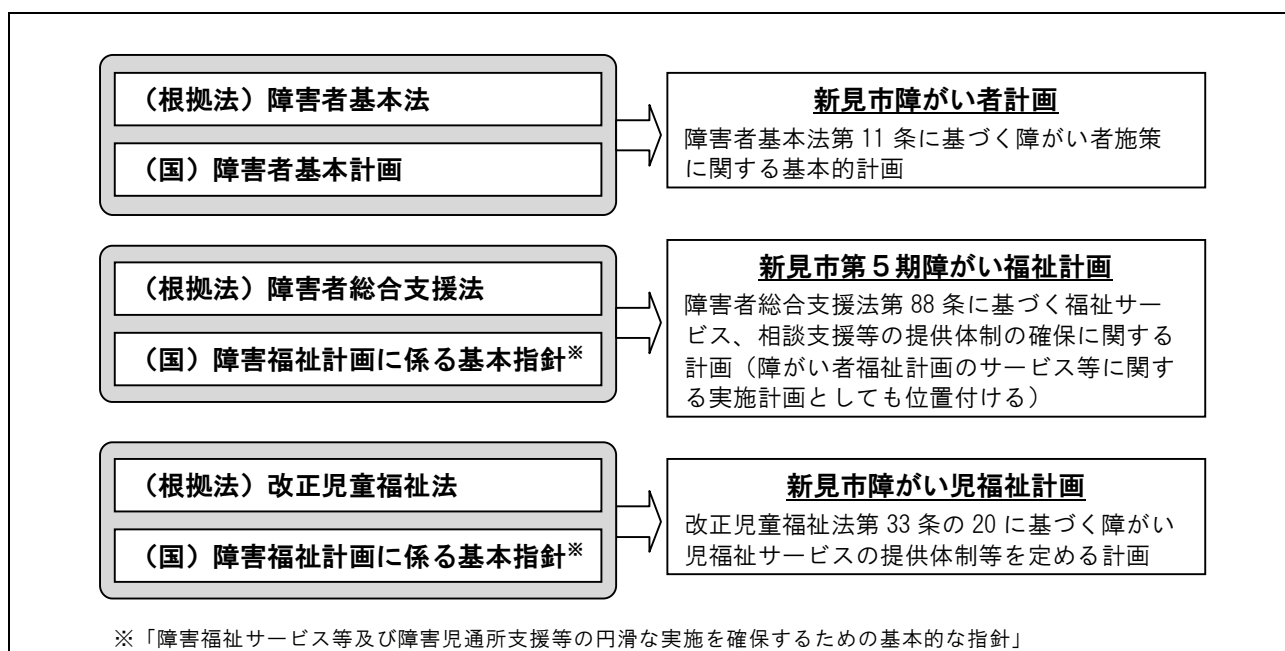 （根拠法）障害者基本法
（国）障害者基本計画
新見市障がい者計画
障害者基本法第 11 条に基づく障がい者施策
に関する基本的計画
（根拠法）障害者総合支援法
（国）障害福祉計画に係る基本指針※
新見市第５期障がい福祉計画
障害者総合支援法第 88 条に基づく福祉サー
ビス、相談支援等の提供体制の確保に関する
計画（障がい者福祉計画のサービス等に関す
る実施計画としても位置付ける）
（根拠法）改正児童福祉法
（国）障害福祉計画に係る基本指針※
新見市障がい児福祉計画
改正児童福祉法第 33 条の 20 に基づく障がい
児福祉サービスの提供体制等を定める計画
※「障害福祉サービス等及び障害児通所支援等の円滑な実施を確保するための基本的な指針」